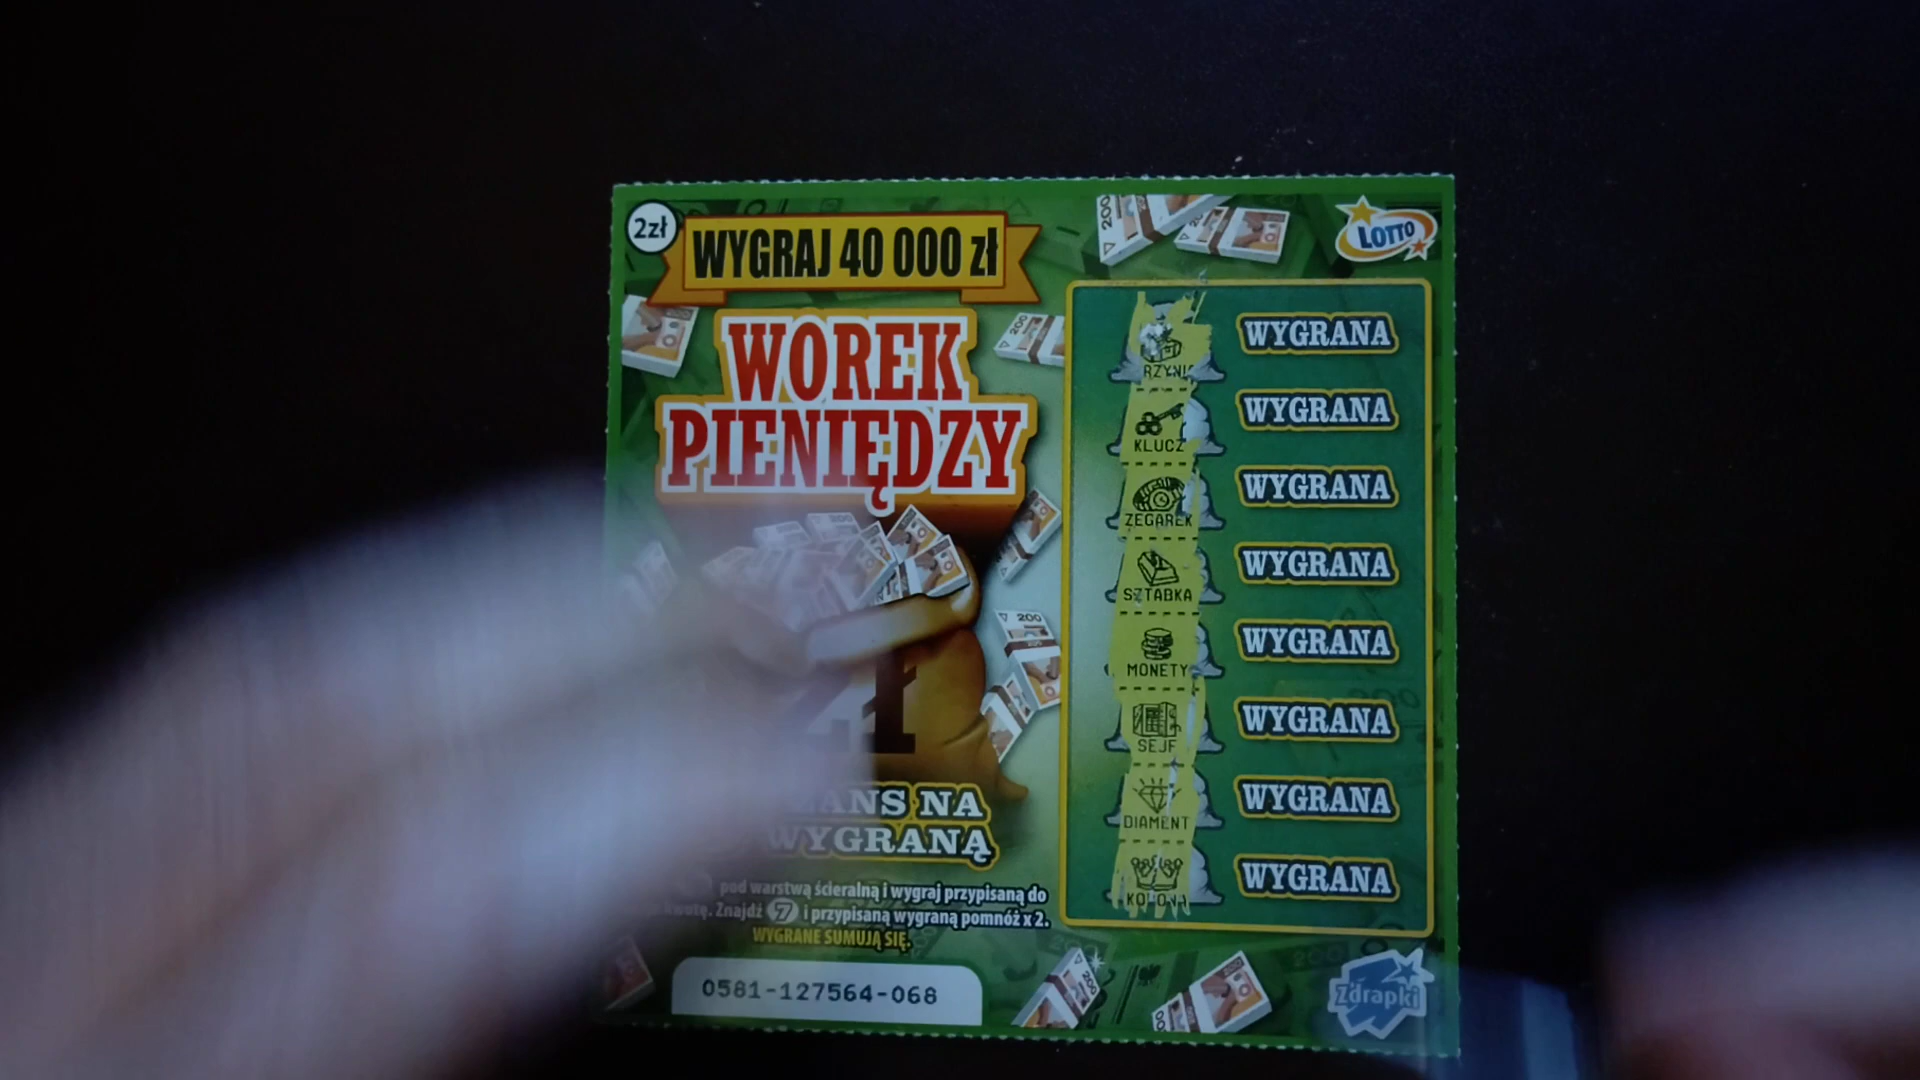 2zł
WYGRAJ 40 000 zł
LOTTO
WOREK
PIENIĘDZY
WYGRANA
KLUCZ
WYGRANA
ZEGAREK
WYGRANA
SZTABKA
WYGRANA
MONETY
WYGRANA
SEJF
WYGRANA
DIAMENT
WYGRANA
KORONA
WYGRANA
NA
WYGRANĄ
pod warstwą ścieralną i wygraj przypisaną do
Znajdź 7 i przypisaną wygraną pomnóż x 2.
WYGRANE SUMUJĄ SIĘ.
0581-127564-068
Zdrapki